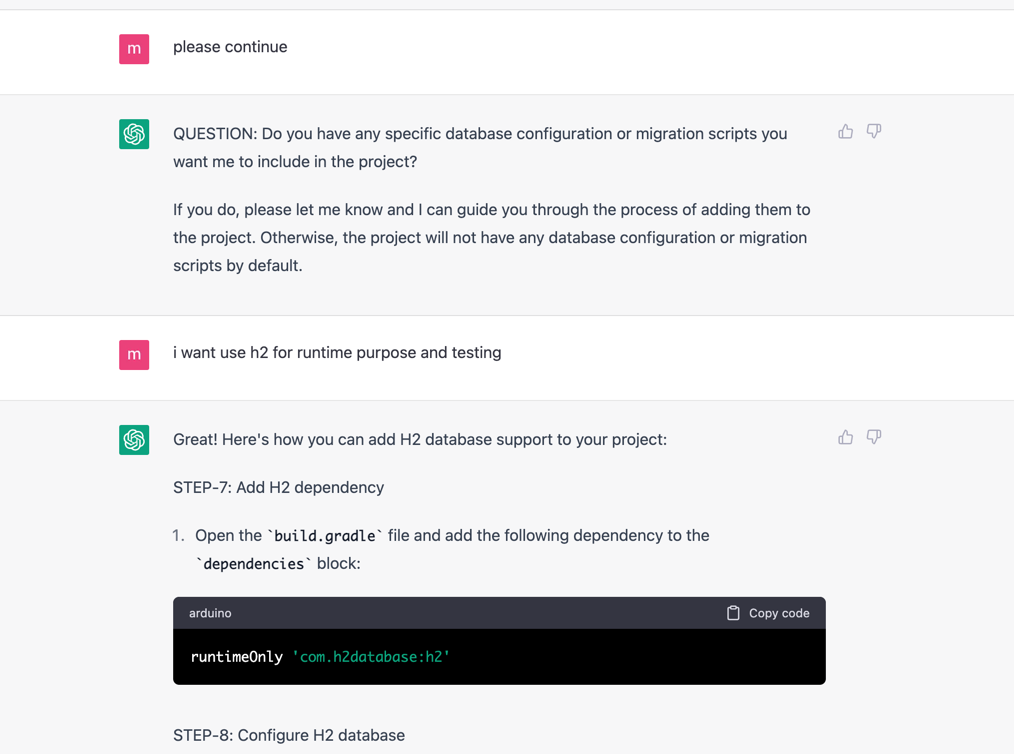 m
please continue
QUESTION: Do you have any specific database configuration or migration scripts you
want me to include in the project?
If you do, please let me know and I can guide you through the process of adding them to
the project. Otherwise, the project will not have any database configuration or migration
scripts by default.
m
i want use h2 for runtime purpose and testing
Great! Here's how you can add H2 database support to your project:
STEP-7: Add H2 dependency
1. Open the `build.gradle` file and add the following dependency to the
`dependencies` block:
arduino Copy code
runtimeOnly 'com.h2database:h2'
STEP-8: Configure H2 database